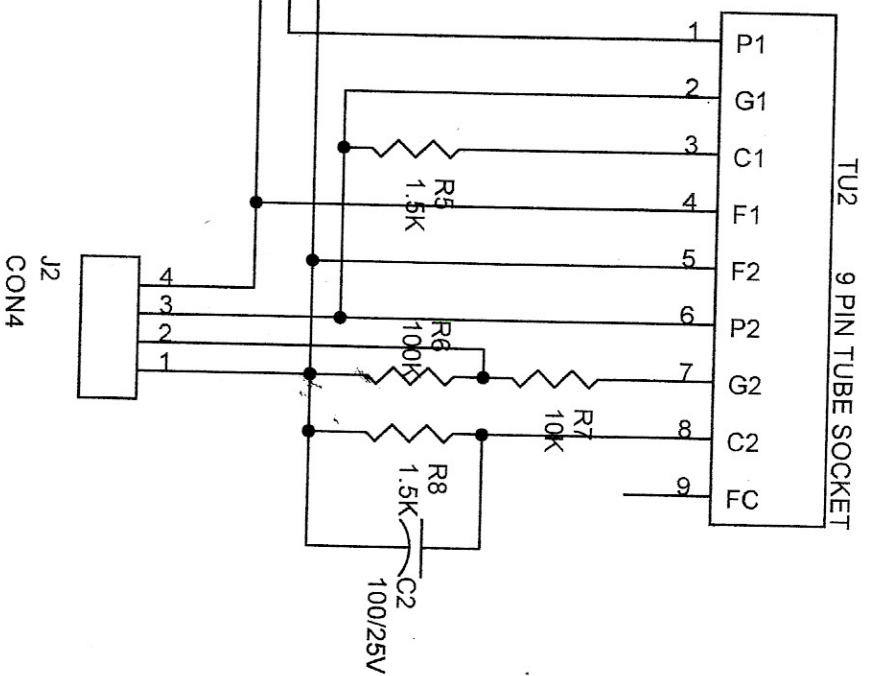 1 P1
2 G1
3 C1
R5
1.5K
4 F1
5 F2
6 P2
R6
100K
7 G2
R7
10K
8 C2
R8
1.5K
9 FC
C2
100/25V
TU2 9 PIN TUBE SOCKET
4
3
2
1
J2
CON4